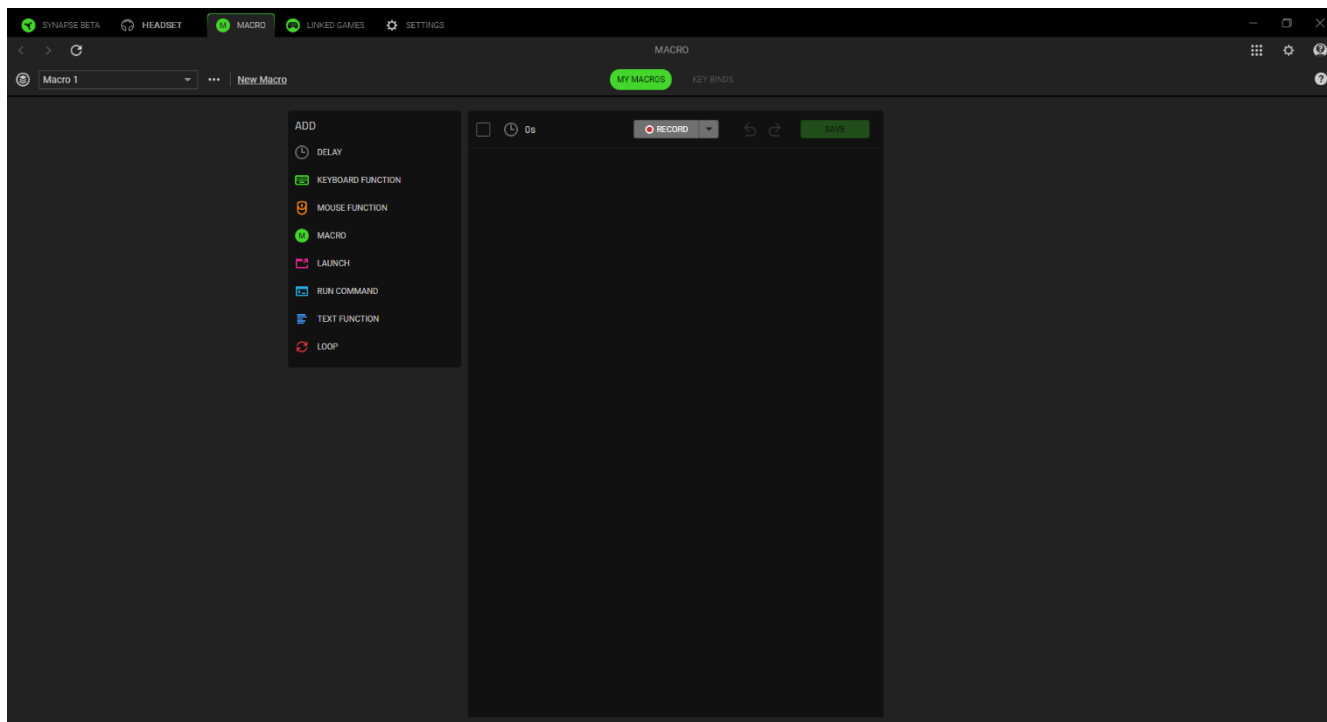 SYNAPSE BETA HEADSET MACRO LINKED GAMES SETTINGS
MACRO
Macro 1 New Macro MY MACROS KEY BINDS
ADD
DELAY
KEYBOARD FUNCTION
MOUSE FUNCTION
M MACRO
LAUNCH
RUN COMMAND
TEXT FUNCTION
LOOP
0s RECORD SAVE